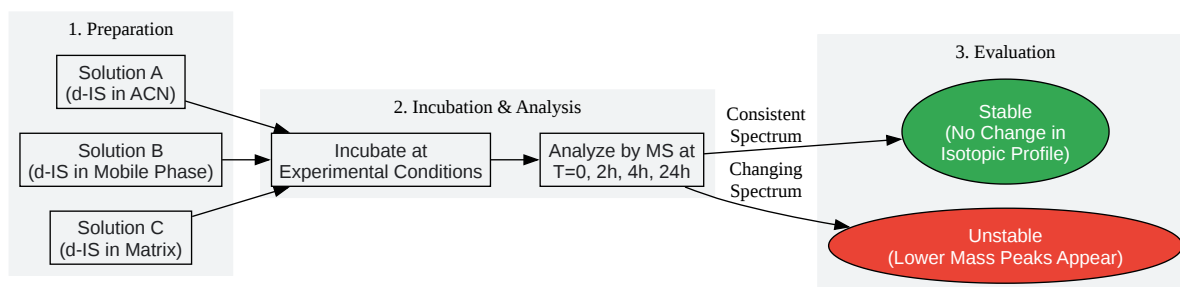 1. Preparation
Solution A
(d-IS in ACN)
Solution B
(d-IS in Mobile Phase)
Solution C
(d-IS in Matrix)
2. Incubation & Analysis
Incubate at
Experimental Conditions
Analyze by MS at
T=0, 2h, 4h, 24h
Consistent
Spectrum
Changing
Spectrum
3. Evaluation
Stable
(No Change in
Isotopic Profile)
Unstable
(Lower Mass Peaks Appear)